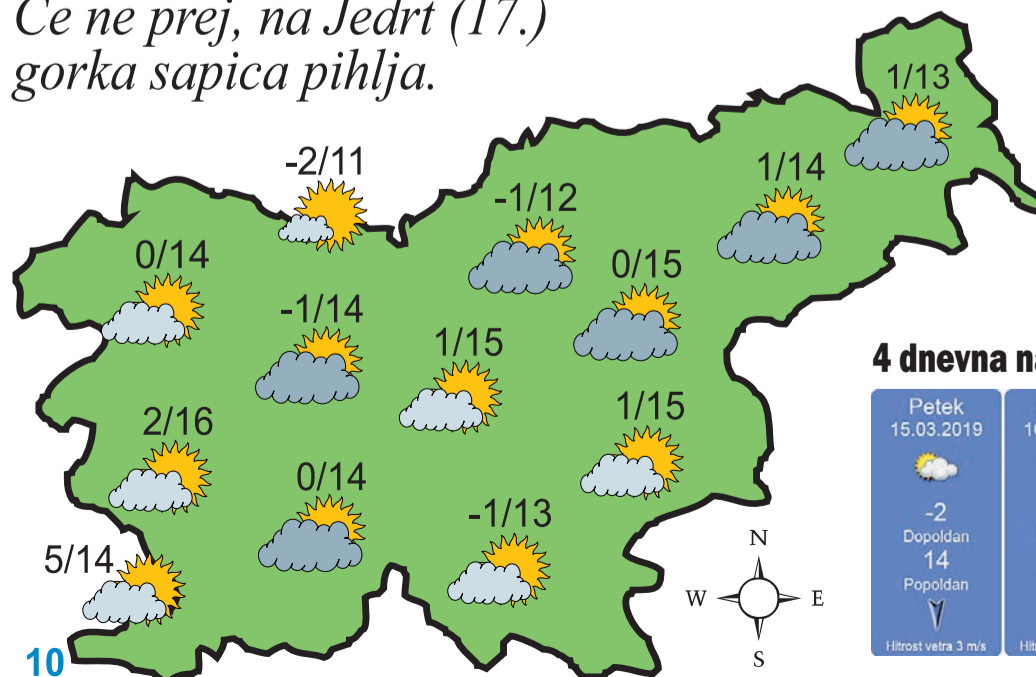 Če ne prej, na Jedrt (17.)
gorka sapica pihlja.
1/13
-2/11
1/14
-1/12
0/14
0/15
-1/14
1/15
2/16
1/15
0/14
-1/13
5/14
N
W E
S
10
4 dnevna
Petek
15.03.2019
-2
Dopoldan
14
Popoldan
Hitrost vetra 3 m/s